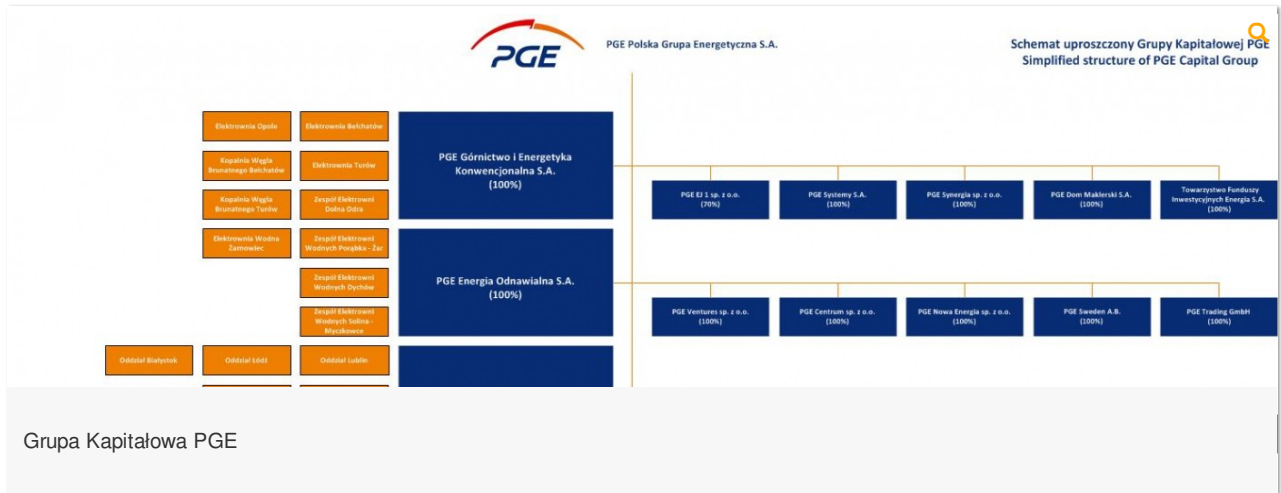 PGE
PGE Polska Grupa Energetyczna S.A.
Schemat uproszczony Grupy Kapitałowej PGE
Simplified structure of PGE Capital Group
Elektrownia Opole
Elektrownia Bełchatów
Kopalnia Węgla
Brunatnego Bełchatów
Elektrownia Turów
Kopalnia Węgla
Brunatnego Turów
Zespół Elektrowni
Dolna Odra
PGE Górnictwo i Energetyka
Konwencjonalna S.A.
(100%)
PGE EJ 1 sp. z o.o.
(70%)
PGE Systemy S.A.
(100%)
PGE Synergia sp. z o.o.
(100%)
PGE Dom Maklerski S.A.
(100%)
Towarzystwo Funduszy
Inwestycyjnych Energia S.A.
(100%)
Elektrownia Wodna
Żarnowiec
Zespół Elektrowni
Wodnych Porąbka - Żar
Zespół Elektrowni
Wodnych Dychów
Zespół Elektrowni
Wodnych Solina -
Myczkowce
PGE Energia Odnawialna S.A.
(100%)
PGE Ventures sp. z o.o.
(100%)
PGE Centrum sp. z o.o.
(100%)
PGE Nowa Energia sp. z o.o.
(100%)
PGE Sweden A.B.
(100%)
PGE Trading GmbH
(100%)
Oddział Białystok
Oddział Łódź
Oddział Lublin
Grupa Kapitałowa PGE